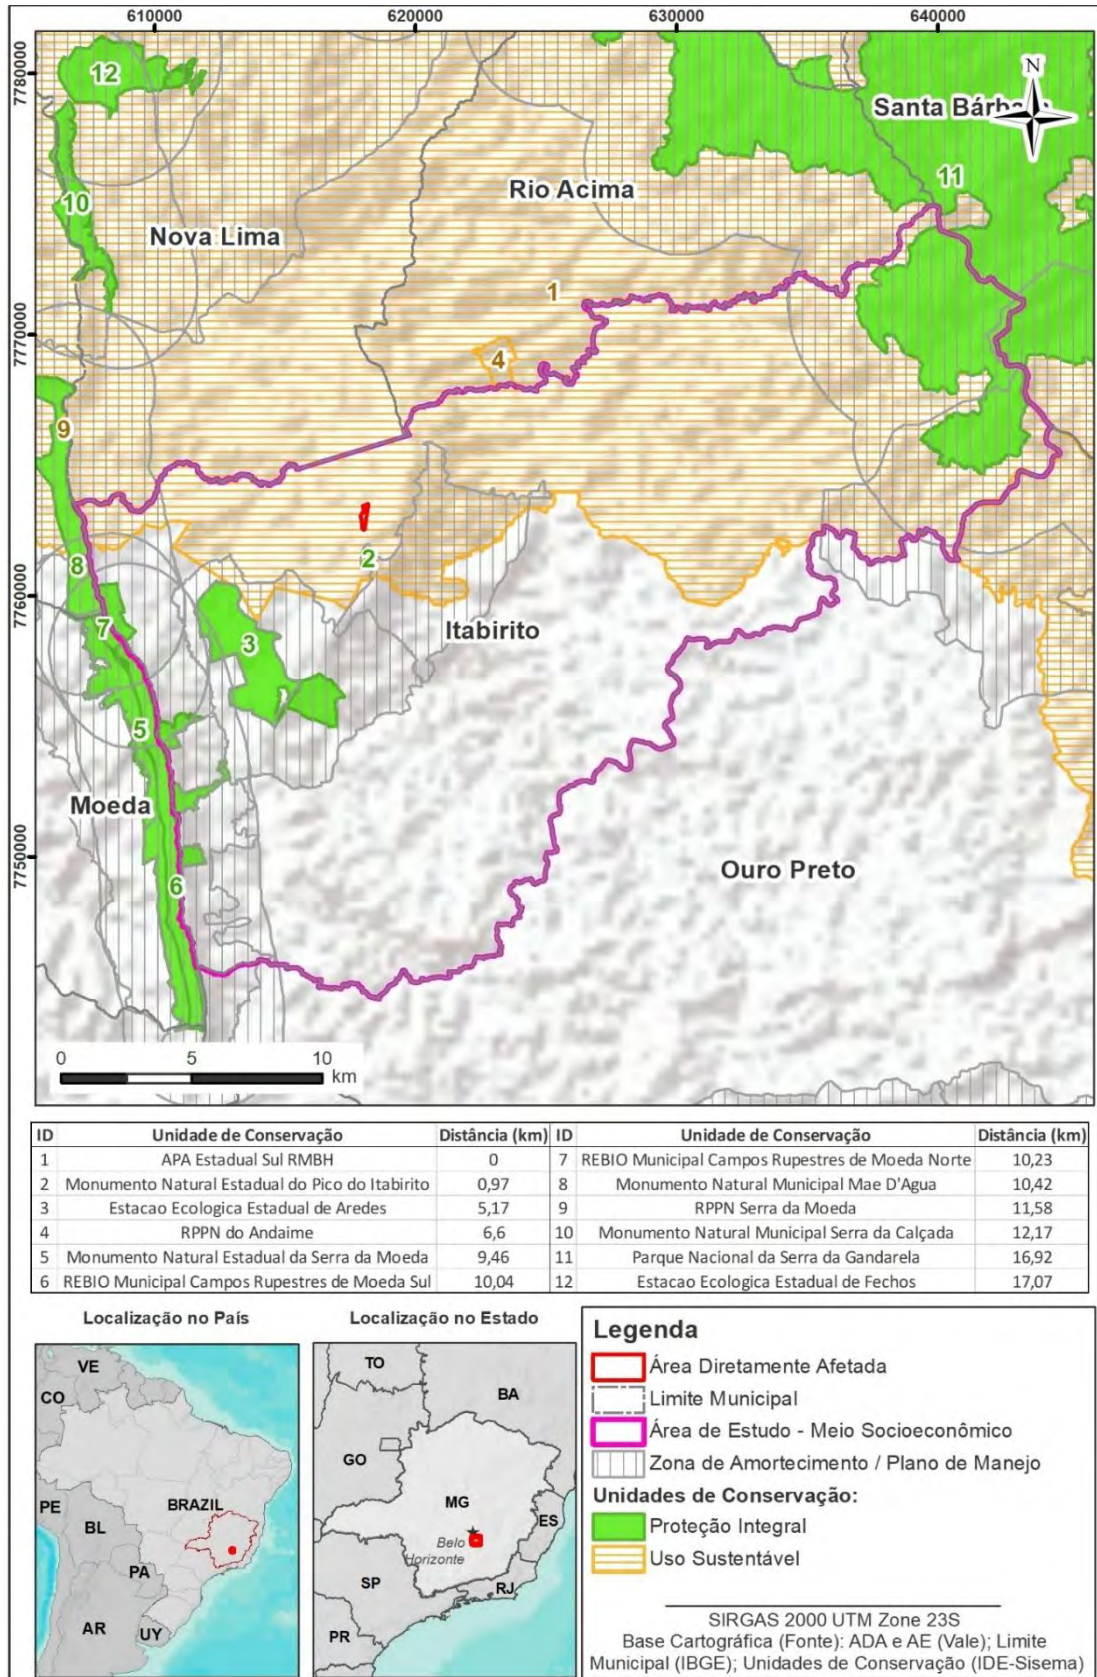 610000 620000 630000 640000
7780000
7770000
7760000
7750000
12
Santa Bárbara
N
11
10
Rio Acima
Nova Lima
1
4
9
2
8
7
3
Itabirito
5
Moeda
6
Ouro Preto
0 5 10
km
ID Unidade de Conservação Distância (km) ID Unidade de Conservação Distância (km)
1 APA Estadual Sul RMBH 0 7 REBIO Municipal Campos Rupestres de Moeda Norte 10,23
2 Monumento Natural Estadual do Pico do Itabirito 0,97 8 Monumento Natural Municipal Mae D'Agua 10,42
3 Estacao Ecologica Estadual de Aredes 5,17 9 RPPN Serra da Moeda 11,58
4 RPPN do Andaime 6,6 10 Monumento Natural Municipal Serra da Calçada 12,17
5 Monumento Natural Estadual da Serra da Moeda 9,46 11 Parque Nacional da Serra da Gandarela 16,92
6 REBIO Municipal Campos Rupestres de Moeda Sul 10,04 12 Estacao Ecologica Estadual de Fechos 17,07
Localização no País
VE
CO
BRAZIL
PE
BL
PA
AR
UY
Localização no Estado
TO
BA
GO
MG
ES
Belo
Horizonte
SP
RJ
PR
Legenda
Área Diretamente Afetada
Limite Municipal
Área de Estudo - Meio Socioeconômico
Zona de Amortecimento / Plano de Manejo
Unidades de Conservação:
Proteção Integral
Uso Sustentável
SIRGAS 2000 UTM Zone 23S
Base Cartográfica (Fonte): ADA e AE (Vale); Limite
Municipal (IBGE); Unidades de Conservação (IDE-Sisema)